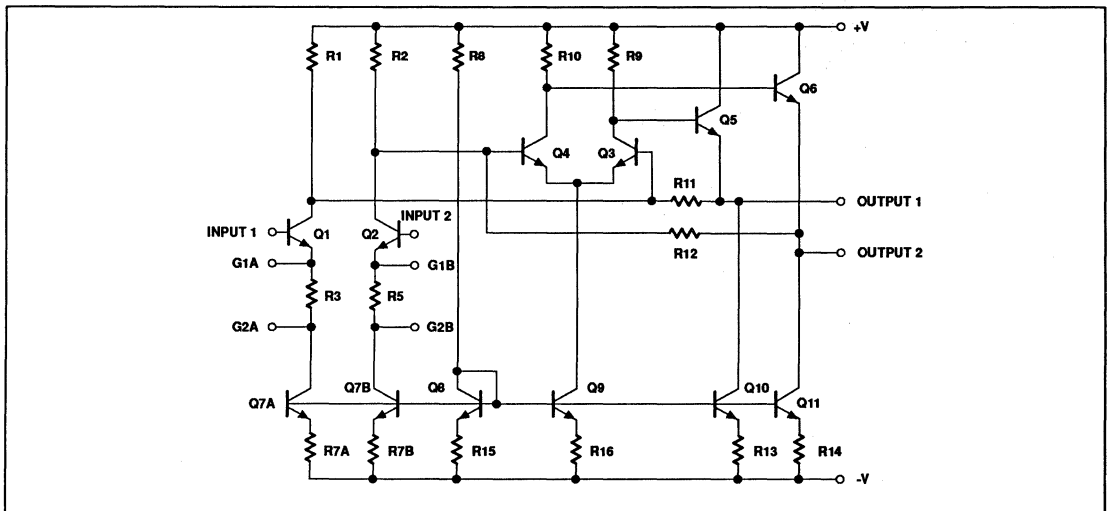 +V
R1
R2
R8
R10
R9
Q6
Q5
Q4
Q3
R11
OUTPUT 1
INPUT 2
INPUT 1
Q1
Q2
R12
OUTPUT 2
G1A
G1B
R3
R5
G2A
G2B
Q7B
Q8
Q9
Q10
Q7A
Q11
R7A
R7B
R15
R16
R13
R14
-V